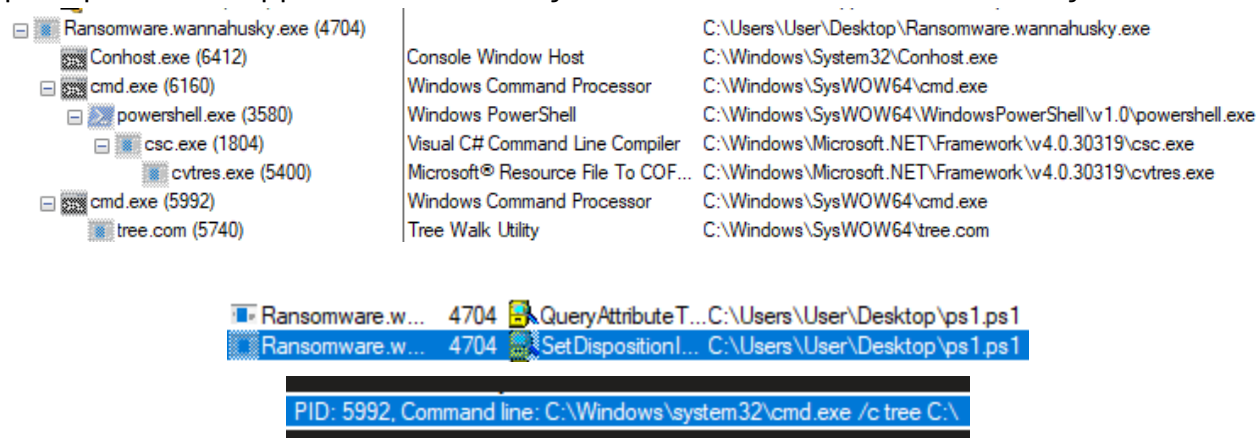 Ransomware.wannahusky.exe (4704) C:\Users\User\Desktop\Ransomware.wannahusky.exe
Conhost.exe (6412) Console Window Host C:\Windows\System32\Conhost.exe
cmd.exe (6160) Windows Command Processor C:\Windows\SysWOW64\cmd.exe
powershell.exe (3580) Windows PowerShell C:\Windows\SysWOW64\WindowsPowerShell\v1.0\powershell.exe
csc.exe (1804) Visual C# Command Line Compiler C:\Windows\Microsoft.NET\Framework\v4.0.30319\csc.exe
cvtres.exe (5400) Microsoft® Resource File To COF... C:\Windows\Microsoft.NET\Framework\v4.0.30319\cvtres.exe
cmd.exe (5992) Windows Command Processor C:\Windows\SysWOW64\cmd.exe
tree.com (5740) Tree Walk Utility C:\Windows\SysWOW64\tree.com
Ransomware.w... 4704 QueryAttributeT...C:\Users\User\Desktop\ps1.ps1
Ransomware.w... 4704 SetDispositionI... C:\Users\User\Desktop\ps1.ps1
PID: 5992, Command line: C:\Windows\system32\cmd.exe /c tree C:\